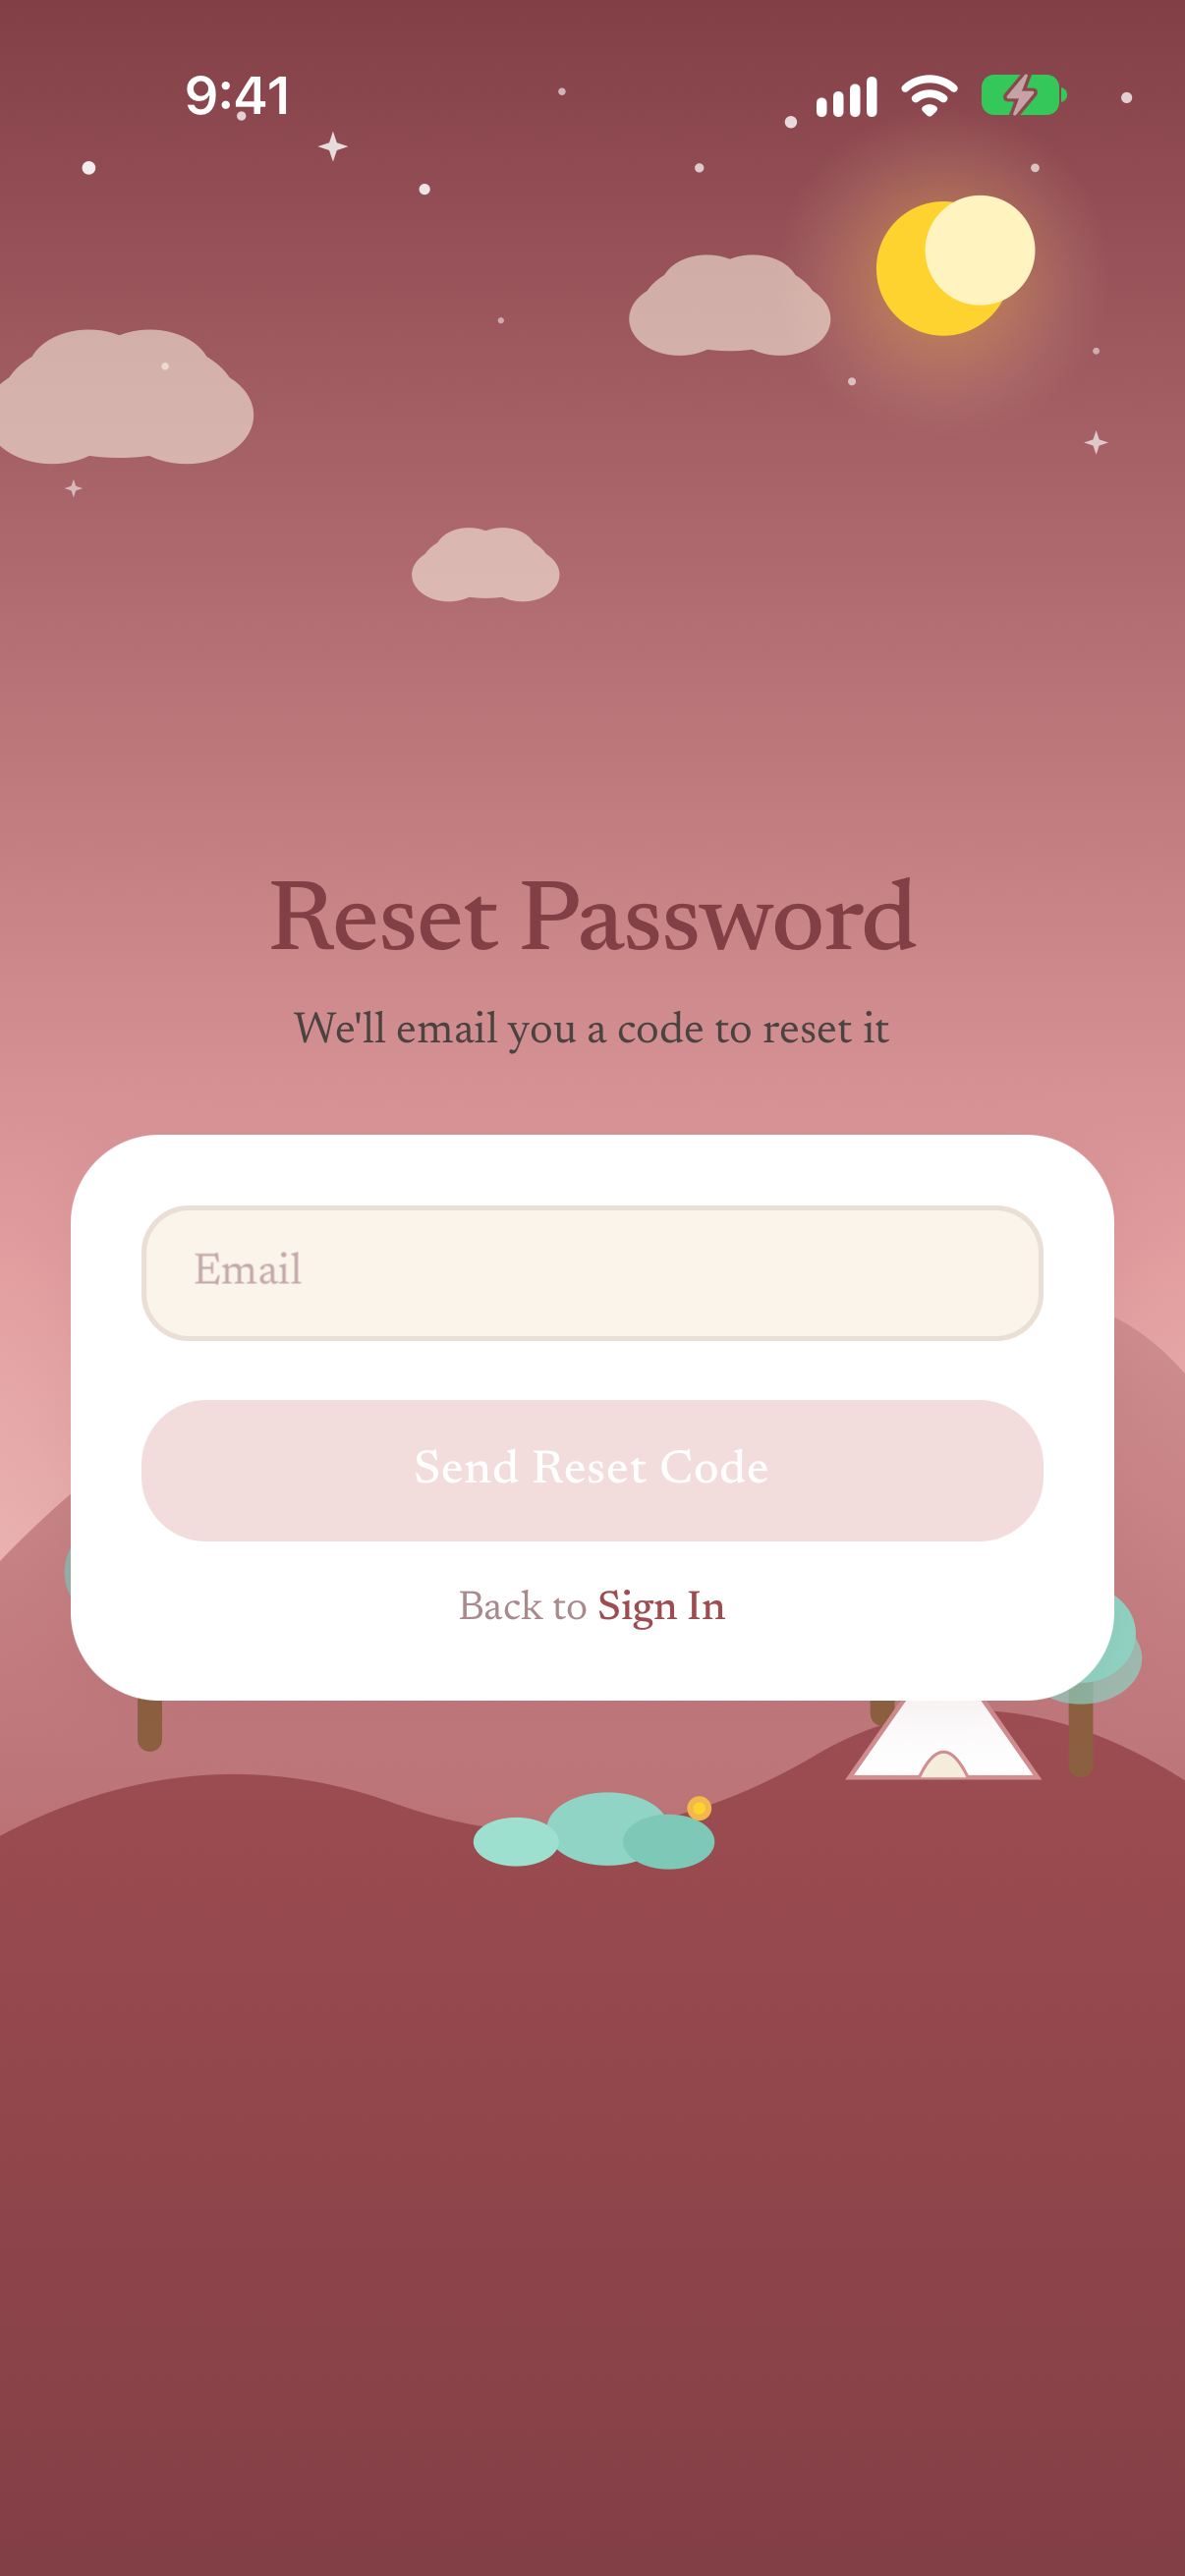 9:41
Reset Password
We'll email you a code to reset it
Email
Send Reset Code
Back to Sign In